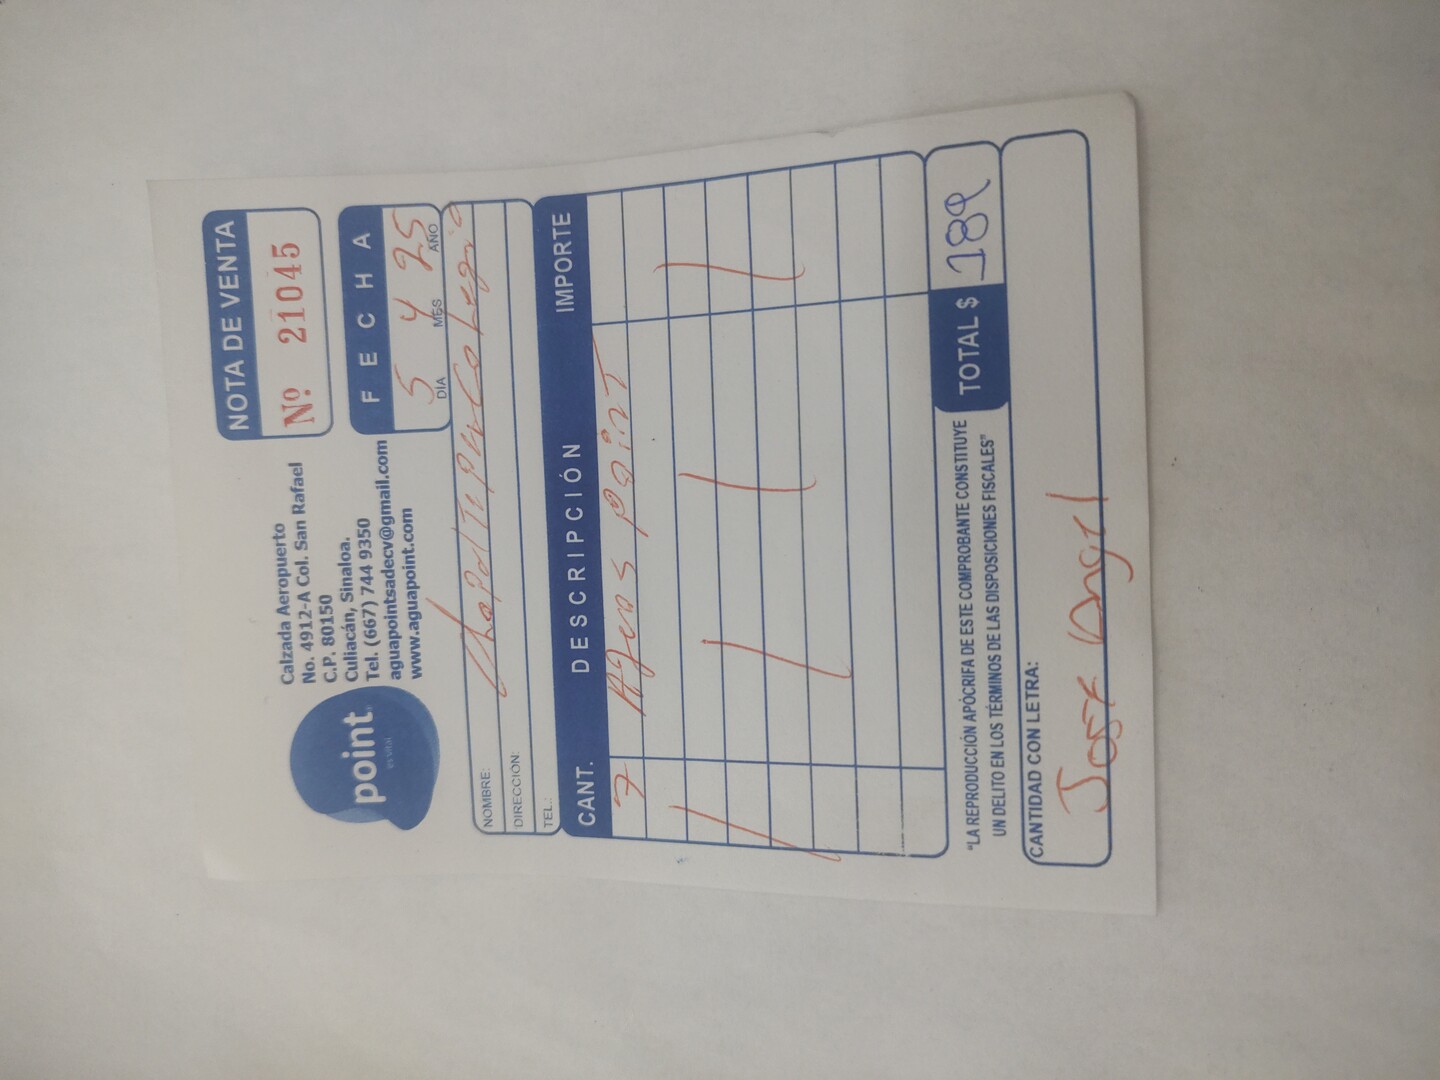 point®
es vital
Calzada Aeropuerto
No. 4912-A Col. San Rafael
C.P. 80150
Culiacán, Sinaloa.
Tel. (667) 744 9350
aguapointsadecv@gmail.com
www.aguapoint.com
NOTA DE VENTA
Nº 21045
FECHA
5 4 25
DIA MES AÑO
NOMBRE:
DIRECCIÓN:
TEL.:
CANT. DESCRIPCIÓN IMPORTE
7 Aguas point
"LA REPRODUCCIÓN APÓCRIFA DE ESTE COMPROBANTE CONSTITUYE
UN DELITO EN LOS TÉRMINOS DE LAS DISPOSICIONES FISCALES"
TOTAL $ 189
CANTIDAD CON LETRA:
Jose Angel